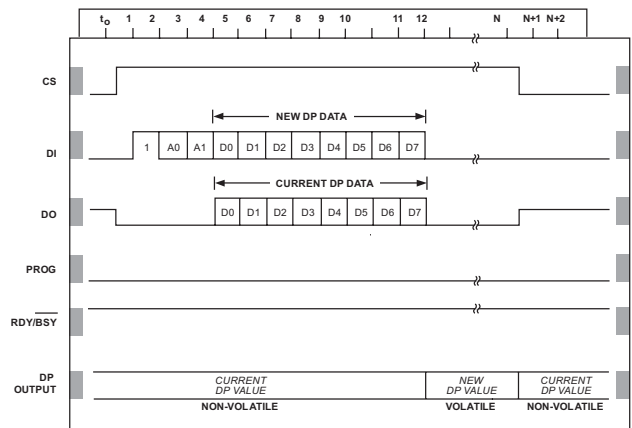 to 1 2 3 4 5 6 7 8 9 10 11 12 N N+1 N+2
CS
NEW DP DATA
DI 1 A0 A1 D0 D1 D2 D3 D4 D5 D6 D7
CURRENT DP DATA
DO D0 D1 D2 D3 D4 D5 D6 D7
PROG
RDY/BSY
DP OUTPUT
CURRENT DP VALUE
NON-VOLATILE
NEW DP VALUE
VOLATILE
CURRENT DP VALUE
NON-VOLATILE